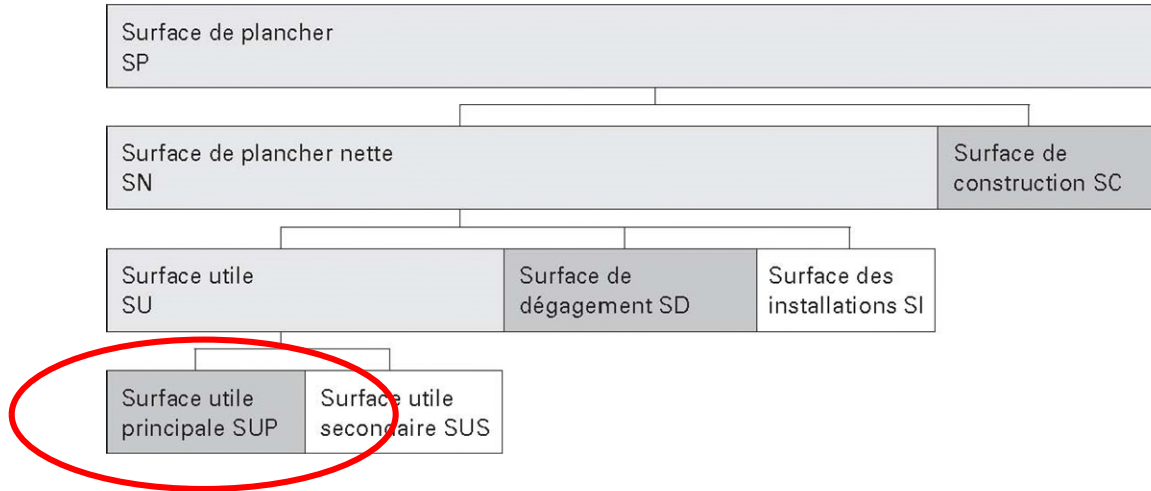 Surface de plancher
SP
Surface de plancher nette
SN
Surface de
construction SC
Surface utile
SU
Surface de
dégagement SD
Surface des
installations SI
Surface utile
principale SUP
Surface utile
secondaire SUS